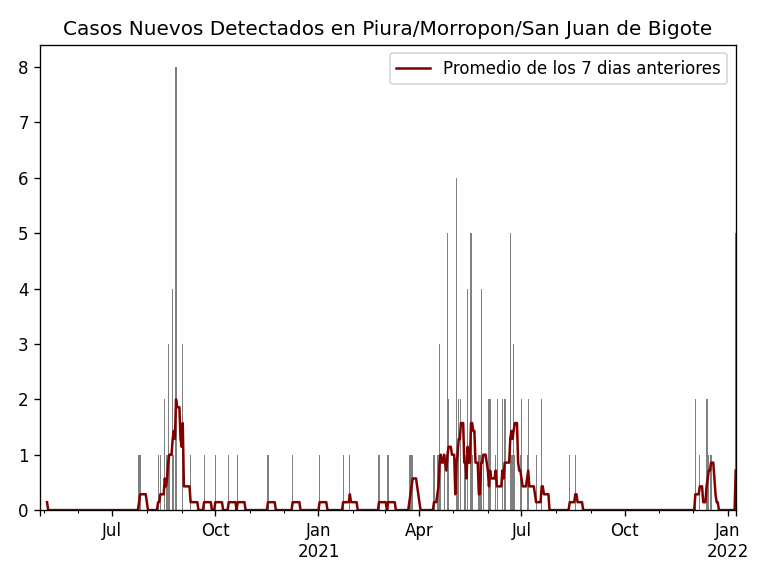 Casos Nuevos Detectados en Piura/Morropon/San Juan de Bigote
Promedio de los 7 dias anteriores
8
7
6
5
4
3
2
1
0
Jul
Oct
Jan
2021
Apr
Jul
Oct
Jan
2022